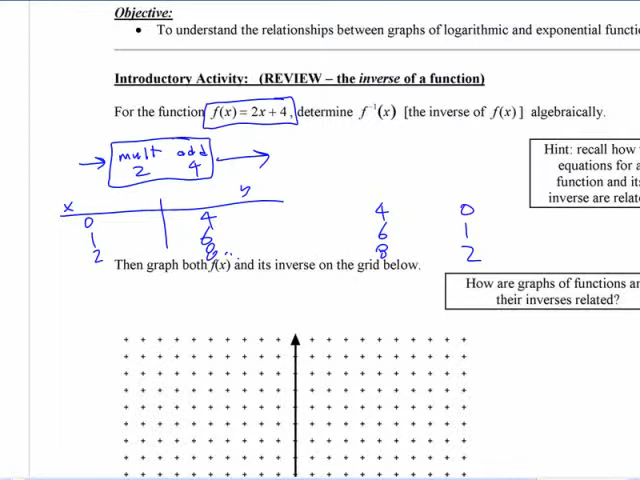 Objective:
• To understand the relationships between graphs of logarithmic and exponential functi
Introductory Activity: (REVIEW – the inverse of a function)
For the function f(x) = 2x + 4, determine f⁻¹(x) [the inverse of f(x)] algebraically.
mult add
2 4
Hint: recall how
equations for a
function and its
inverse are relate
x y
0 4 4 0
1 6 6 1
2 8 ... 8 2
Then graph both f(x) and its inverse on the grid below.
How are graphs of functions an
their inverses related?